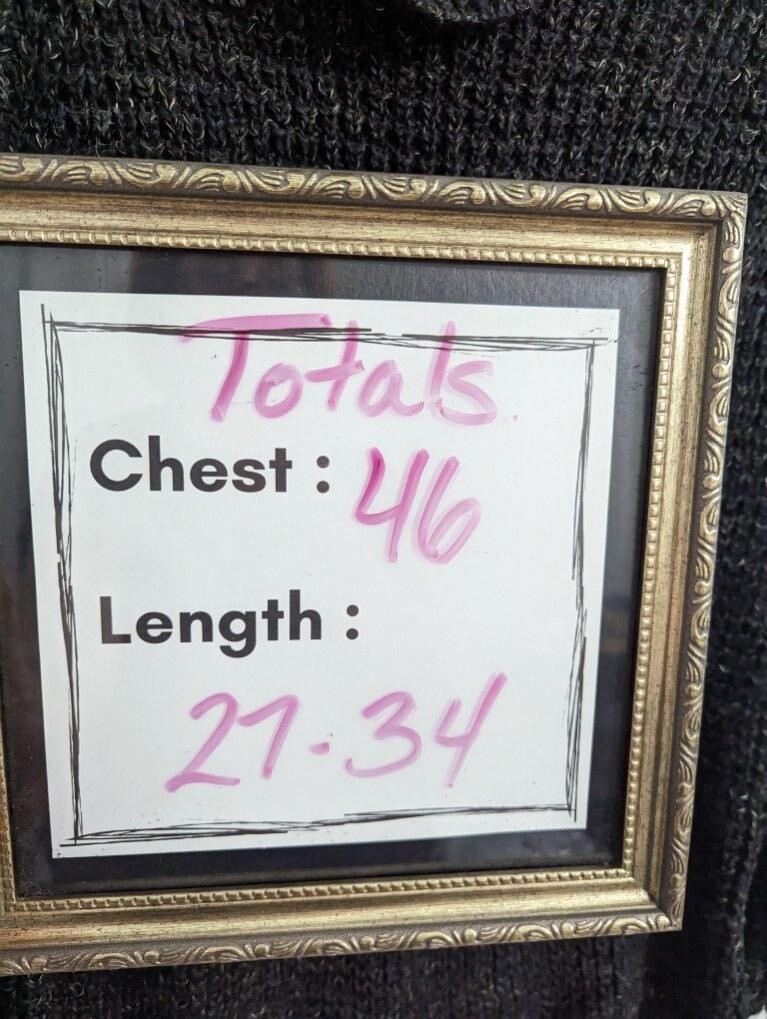 Totals
Chest : 46
Length :
27-34